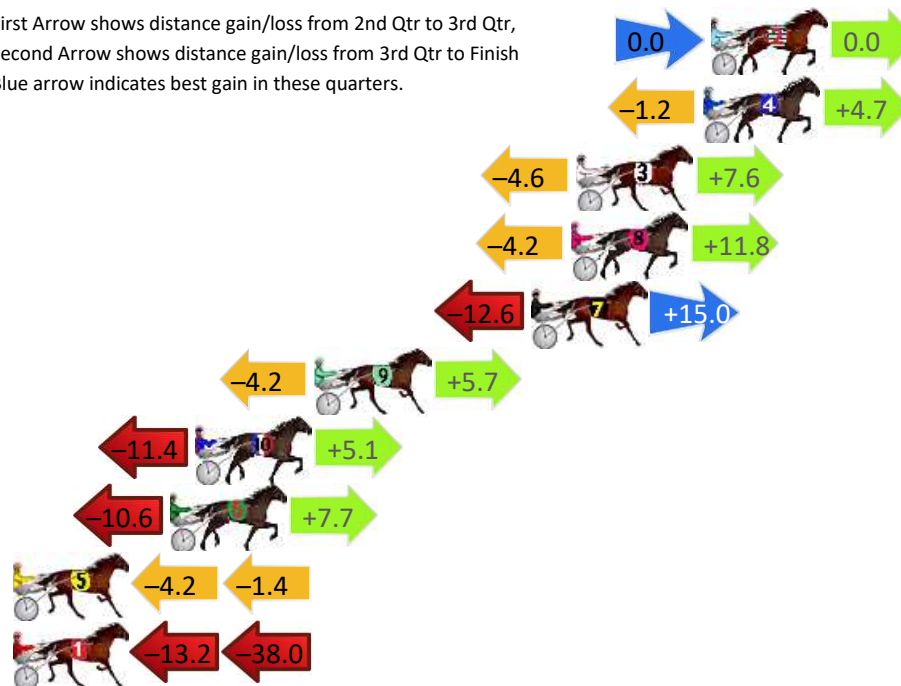 irst Arrow shows distance gain/loss from 2nd Qtr to 3rd Qtr,
econd Arrow shows distance gain/loss from 3rd Qtr to Finish
lue arrow indicates best gain in these quarters.
0.0 0.0
–1.2 4 +4.7
–4.6 3 +7.6
–4.2 8 +11.8
–12.6 7 +15.0
–4.2 9 +5.7
–11.4 10 +5.1
–10.6 +7.7
5 –4.2 –1.4
1 –13.2 –38.0